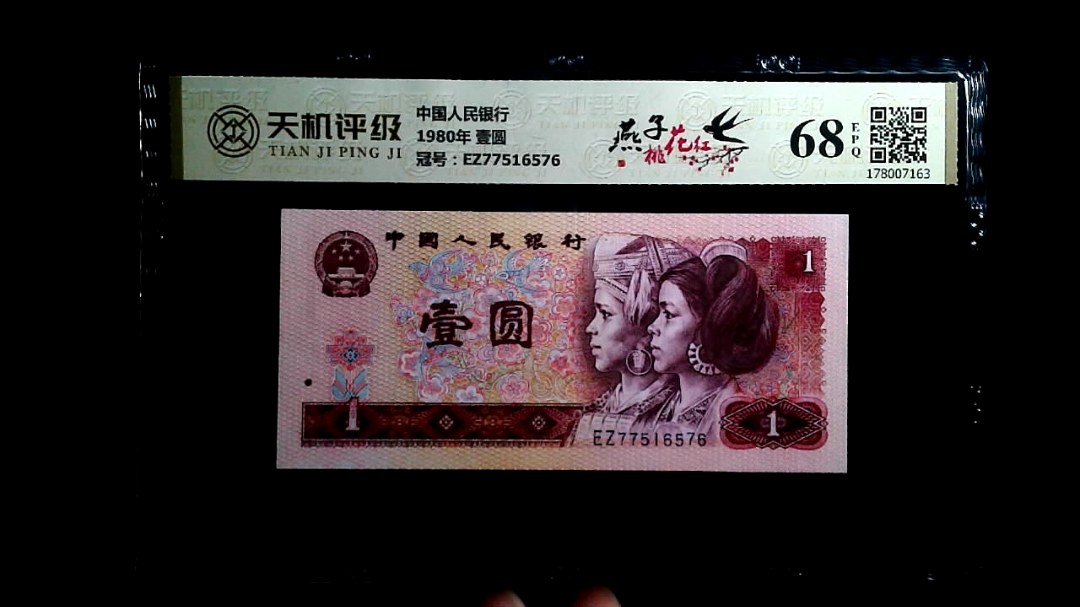 天机评级
TIAN JI PING JI
中国人民银行
1980年 壹圆
冠号：EZ77516576
燕子
桃花红
68
EPQ
178007163
中國人民銀行
壹圆
1
1
1
EZ77516576